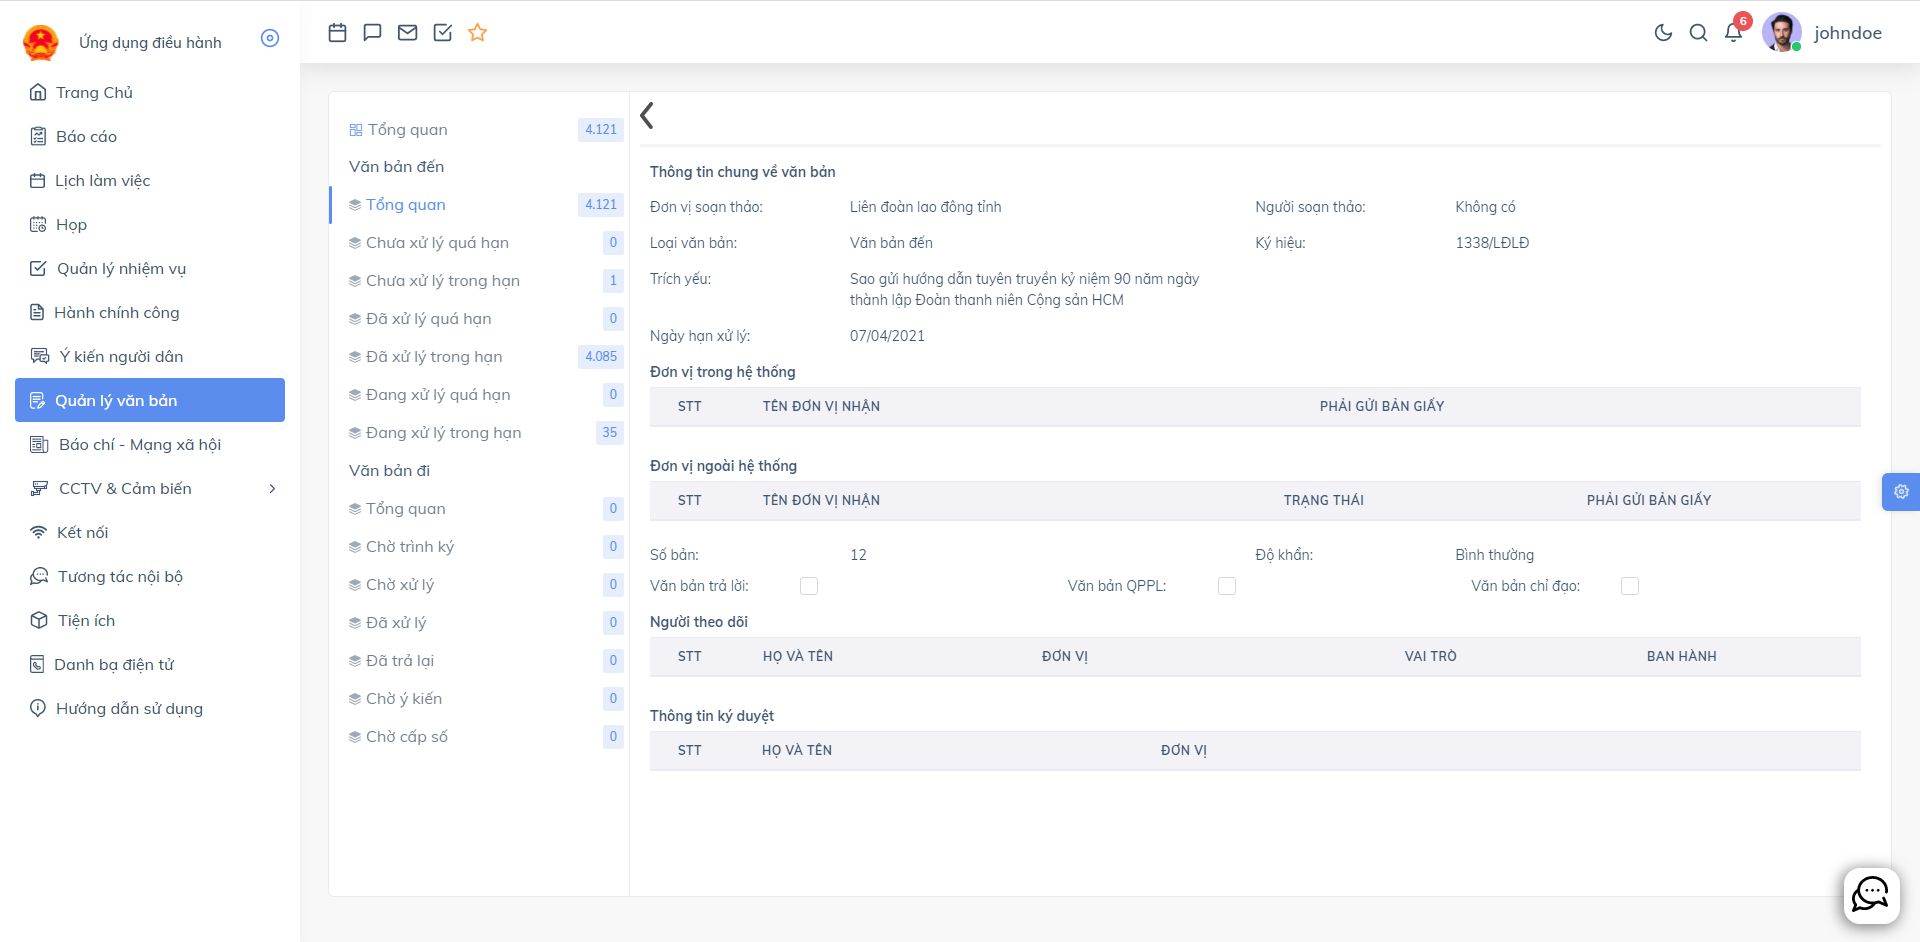 Ứng dụng điều hành
Trang Chủ
Báo cáo
Lịch làm việc
Họp
Quản lý nhiệm vụ
Hành chính công
Ý kiến người dân
Quản lý văn bản
Báo chí - Mạng xã hội
CCTV & Cảm biến
Kết nối
Tương tác nội bộ
Tiện ích
Danh bạ điện tử
Hướng dẫn sử dụng
6
johndoe
Tổng quan 4.121
Văn bản đến
Tổng quan 4.121
Chưa xử lý quá hạn 0
Chưa xử lý trong hạn 1
Đã xử lý quá hạn 0
Đã xử lý trong hạn 4.085
Đang xử lý quá hạn 0
Đang xử lý trong hạn 35
Văn bản đi
Tổng quan 0
Chờ trình ký 0
Chờ xử lý 0
Đã xử lý 0
Đã trả lại 0
Chờ ý kiến 0
Chờ cấp số 0
Thông tin chung về văn bản
Đơn vị soạn thảo: Liên đoàn lao đông tỉnh Người soạn thảo: Không có
Loại văn bản: Văn bản đến Ký hiệu: 1338/LĐLĐ
Trích yếu: Sao gửi hướng dẫn tuyên truyền kỷ niệm 90 năm ngày
thành lập Đoàn thanh niên Cộng sản HCM
Ngày hạn xử lý: 07/04/2021
Đơn vị trong hệ thống
STT TÊN ĐƠN VỊ NHẬN PHẢI GỬI BẢN GIẤY
Đơn vị ngoài hệ thống
STT TÊN ĐƠN VỊ NHẬN TRẠNG THÁI PHẢI GỬI BẢN GIẤY
Số bản: 12 Độ khẩn: Bình thường
Văn bản trả lời: Văn bản QPPL: Văn bản chỉ đạo:
Người theo dõi
STT HỌ VÀ TÊN ĐƠN VỊ VAI TRÒ BAN HÀNH
Thông tin ký duyệt
STT HỌ VÀ TÊN ĐƠN VỊ